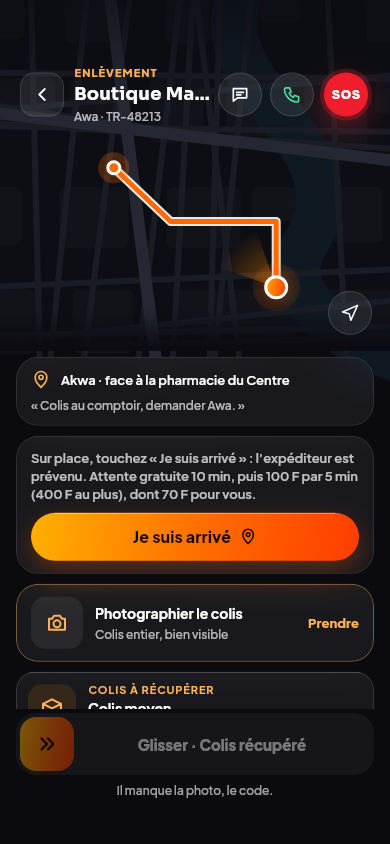 ENLÈVEMENT
Boutique Ma...
Awa · TR-48213
SOS
Akwa · face à la pharmacie du Centre
« Colis au comptoir, demander Awa. »
Sur place, touchez « Je suis arrivé » : l'expéditeur est
prévenu. Attente gratuite 10 min, puis 100 F par 5 min
(400 F au plus), dont 70 F pour vous.
Je suis arrivé
Photographier le colis
Colis entier, bien visible
Prendre
COLIS À RÉCUPÉRER
Colis moyen
Glisser · Colis récupéré
Il manque la photo, le code.